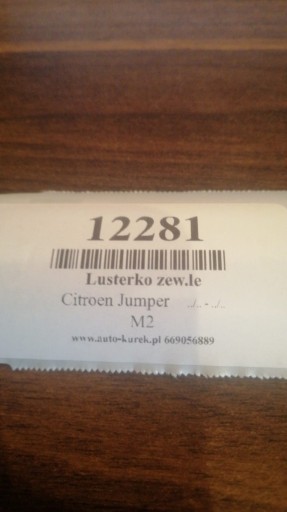 12281
Lusterko zew.le
Citroen Jumper ../.. - ../..
M2
www.auto-kurek.pl 669056889